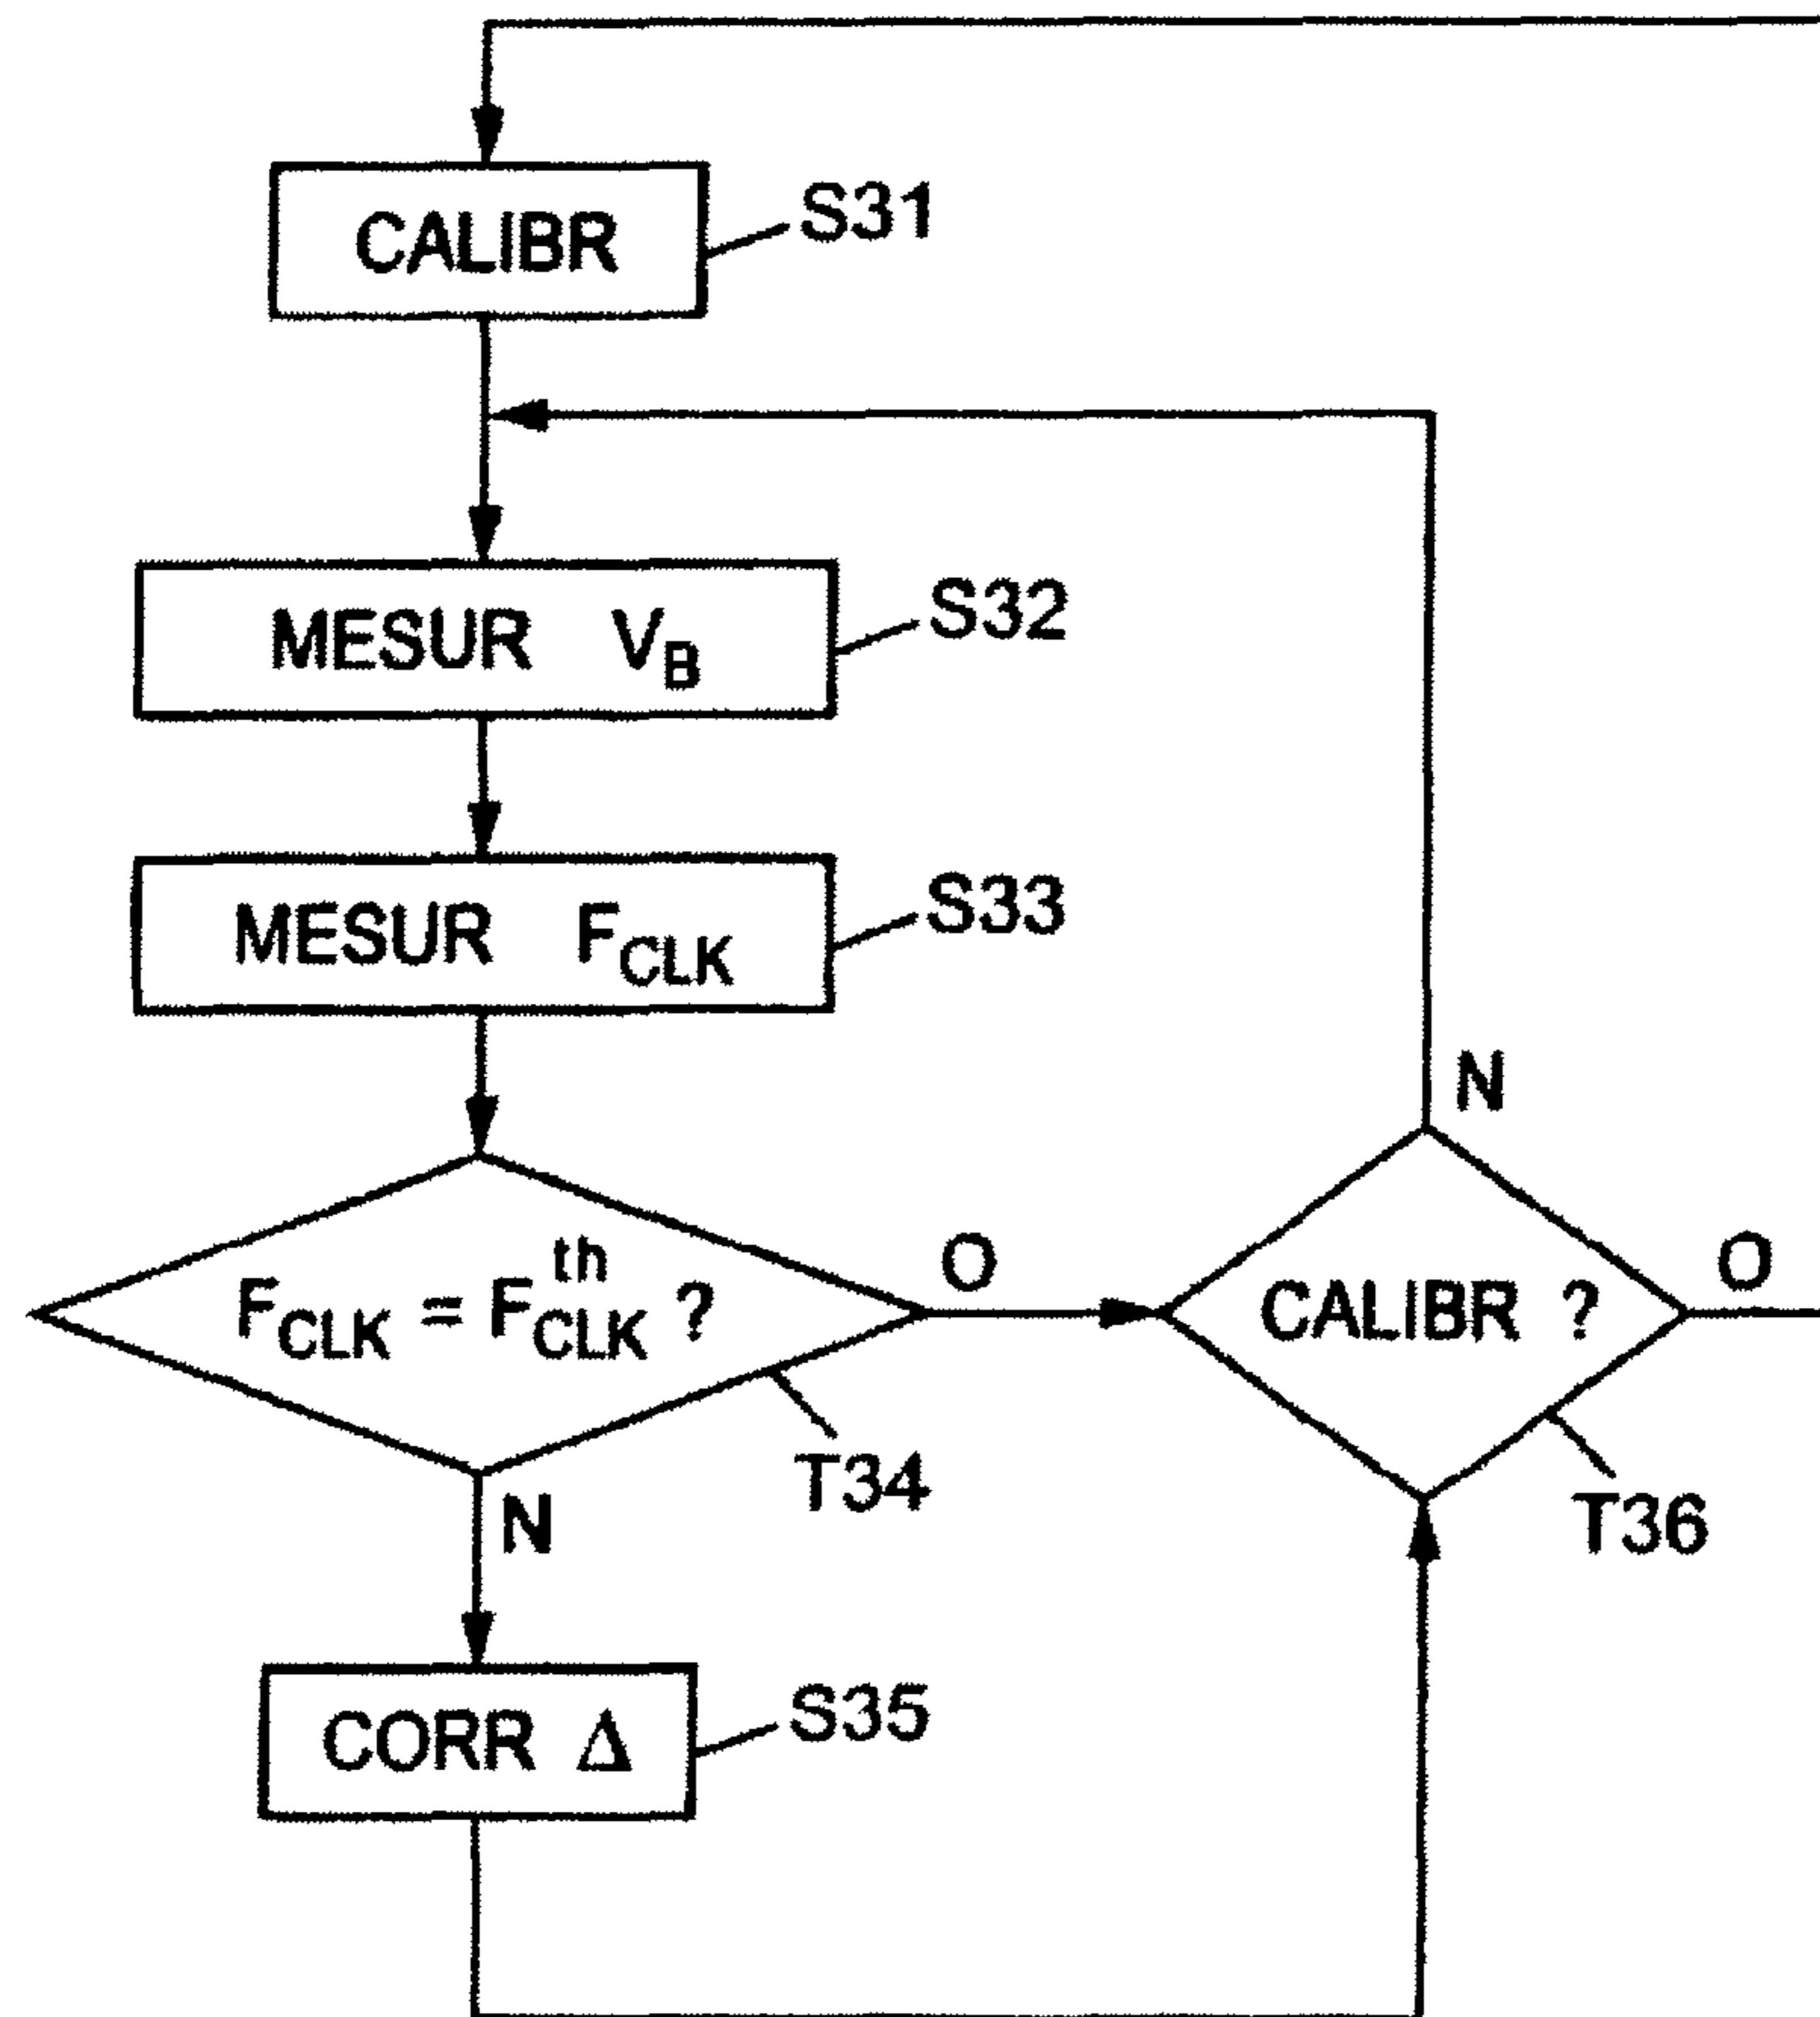 CALIBR
S31
MESUR V_B
S32
MESUR F_CLK
S33
F_CLK = F_CLK^th ?
O
T34
N
CALIBR ?
N
O
T36
CORR Δ
S35